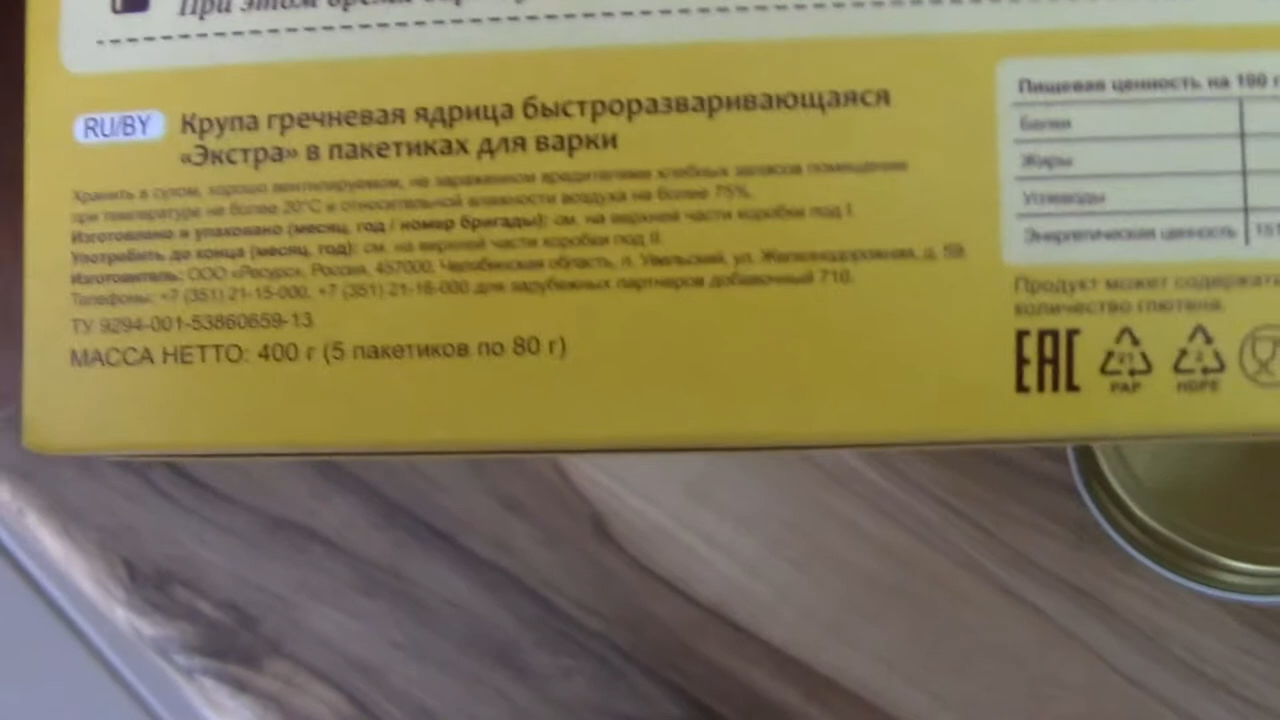 При этом время
RU/BY
Крупа гречневая ядрица быстроразваривающаяся
«Экстра» в пакетиках для варки
Хранить в сухом, хорошо вентилируемом, не зараженном вредителями хлебных запасов помещении
при температуре не более 20°С и относительной влажности воздуха не более 75%.
Изготовлено и упаковано (месяц, год / номер бригады): см. на верхней части коробки под I.
Употребить до конца (месяц, год): см. на верхней части коробки под II.
Изготовитель: ООО «Ресурс», Россия, 457000, Челябинская область, п. Увельский, ул. Железнодорожная, д. 59.
Телефоны: +7 (351) 21-15-000, +7 (351) 21-16-000 для зарубежных партнеров добавочный 710.
ТУ 9294-001-53860659-13
МАССА НЕТТО: 400 г (5 пакетиков по 80 г)
Пищевая ценность на 100 г
Белки
Жиры
Углеводы
Энергетическая ценность
Продукт может содержать
количество глютена.
EAC
PAP
HDPE